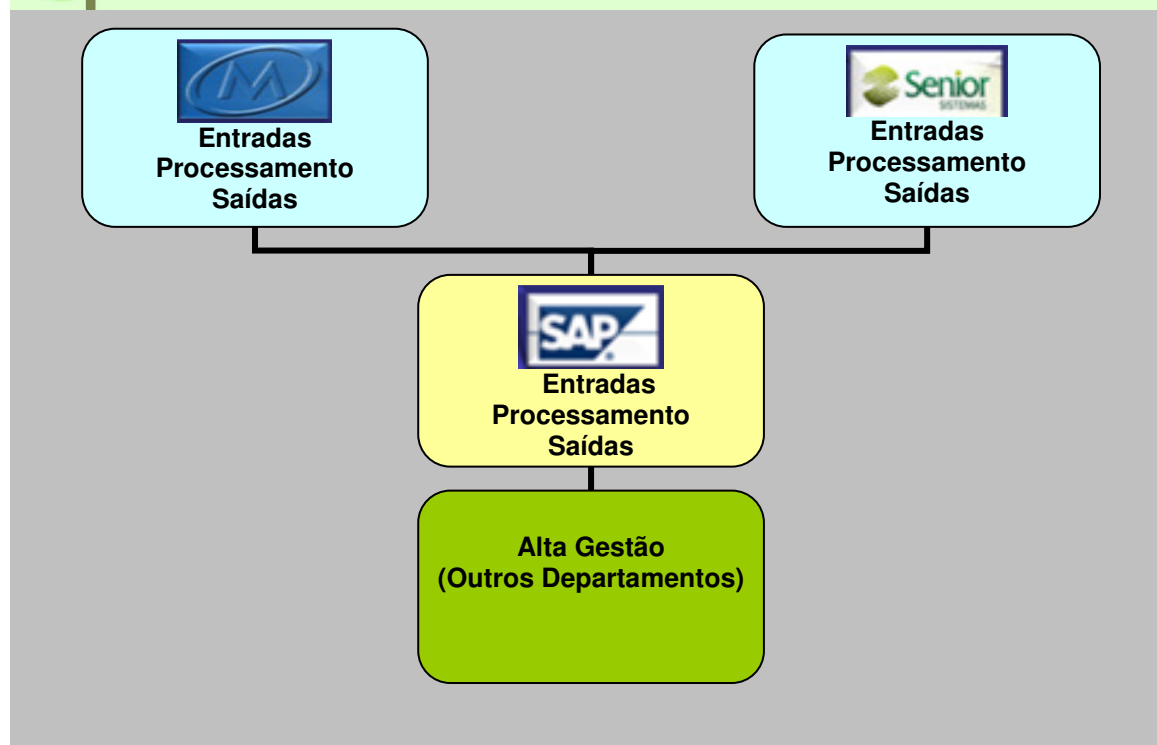 M
Entradas
Processamento
Saídas
Senior
SISTEMAS
Entradas
Processamento
Saídas
SAP
Entradas
Processamento
Saídas
Alta Gestão
(Outros Departamentos)